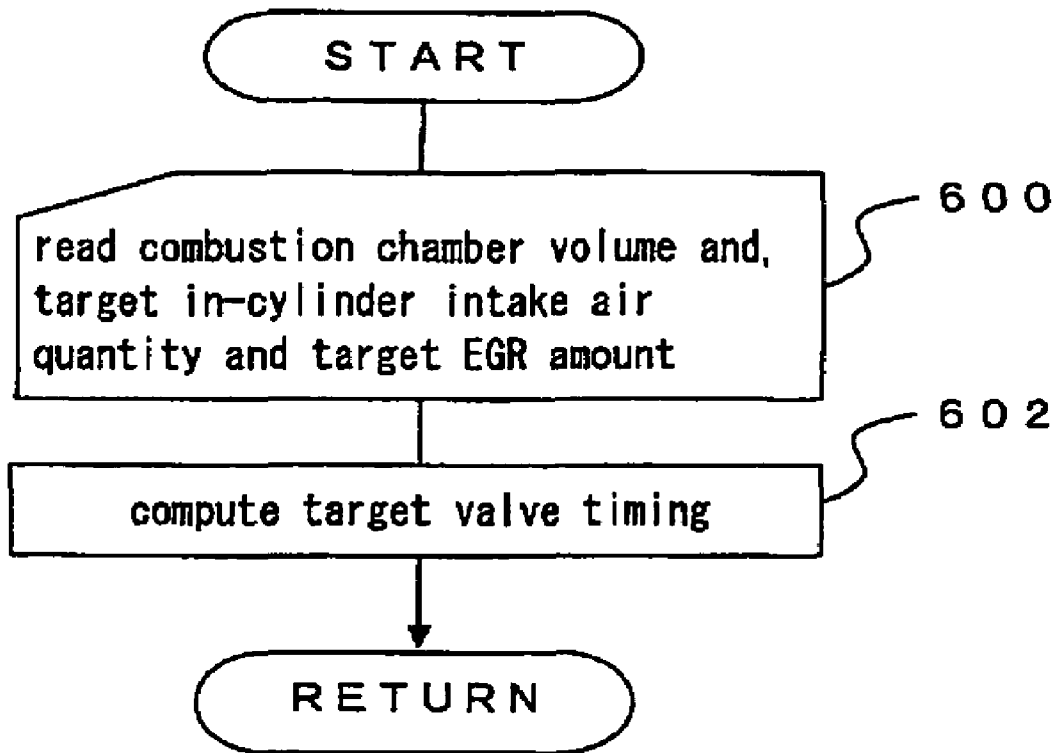 START
600
read combustion chamber volume and,
target in-cylinder intake air
quantity and target EGR amount
602
compute target valve timing
RETURN